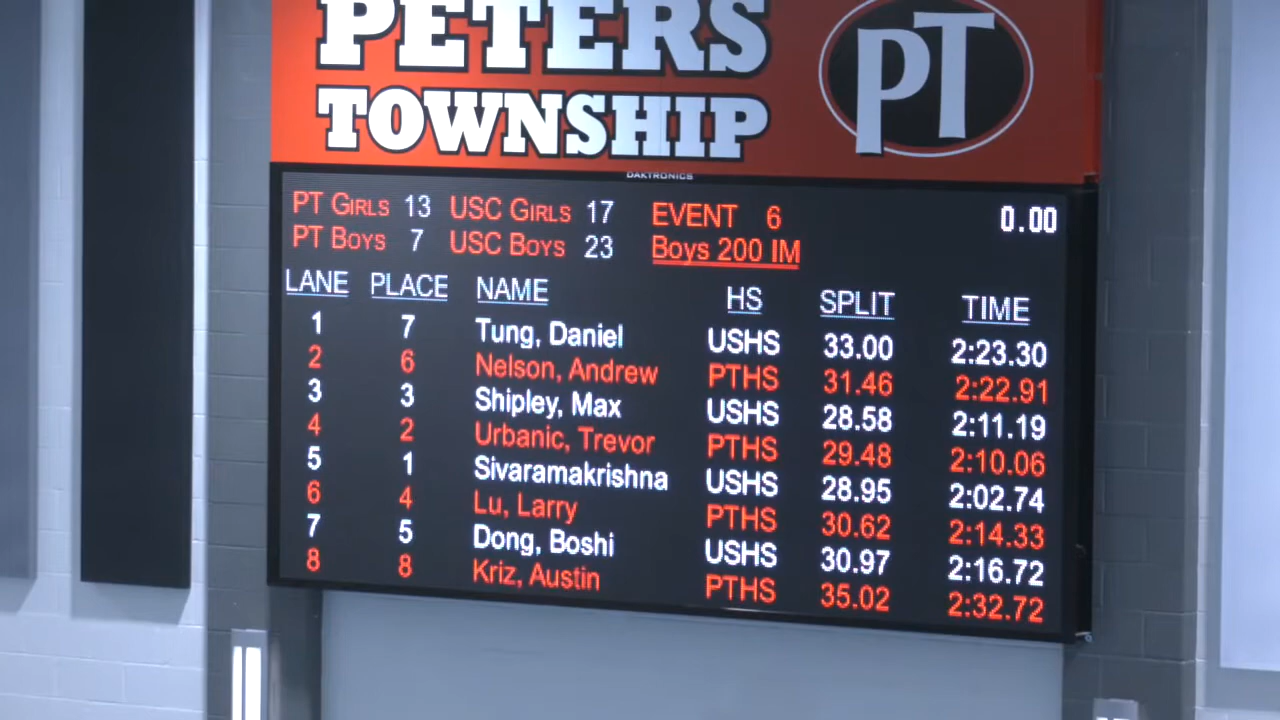 PETERS
TOWNSHIP
PT
DAKTRONICS
PT GIRLS 13 USC GIRLS 17 EVENT 6 0.00
PT BOYS 7 USC BOYS 23 Boys 200 IM
LANE PLACE NAME HS SPLIT TIME
1 7 Tung, Daniel USHS 33.00 2:23.30
2 6 Nelson, Andrew PTHS 31.46 2:22.91
3 3 Shipley, Max USHS 28.58 2:11.19
4 2 Urbanic, Trevor PTHS 29.48 2:10.06
5 1 Sivaramakrishna USHS 28.95 2:02.74
6 4 Lu, Larry PTHS 30.62 2:14.33
7 5 Dong, Boshi USHS 30.97 2:16.72
8 8 Kriz, Austin PTHS 35.02 2:32.72